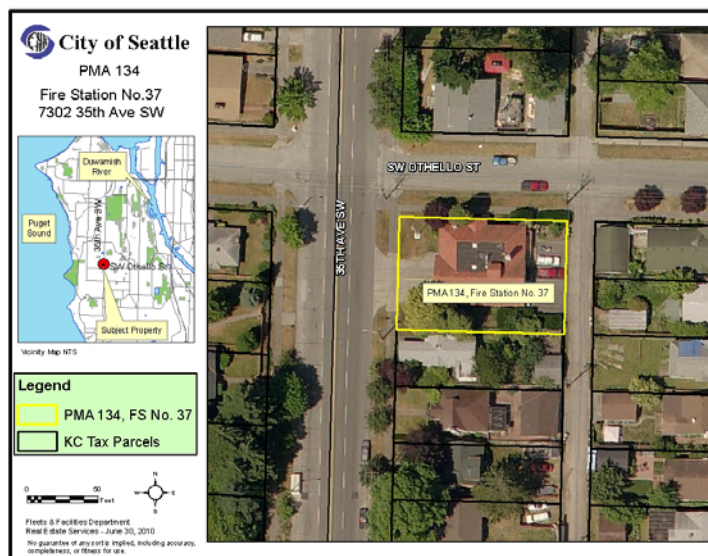 City of Seattle
PMA 134
Fire Station No.37
7302 35th Ave SW
Duwamish
River
Puget
Sound
35th Ave SW
SW Othello St
Subject Property
Vicinity Map NTS
Legend
PMA 134, FS No. 37
KC Tax Parcels
0 50
Feet
N
W E
S
Fleets & Facilities Department
Real Estate Services - June 30, 2010
No guarantee of any sort is implied, including accuracy,
completeness, or fitness for use.
SW OTHELLO ST
35TH AVE SW
PMA 134, Fire Station No. 37